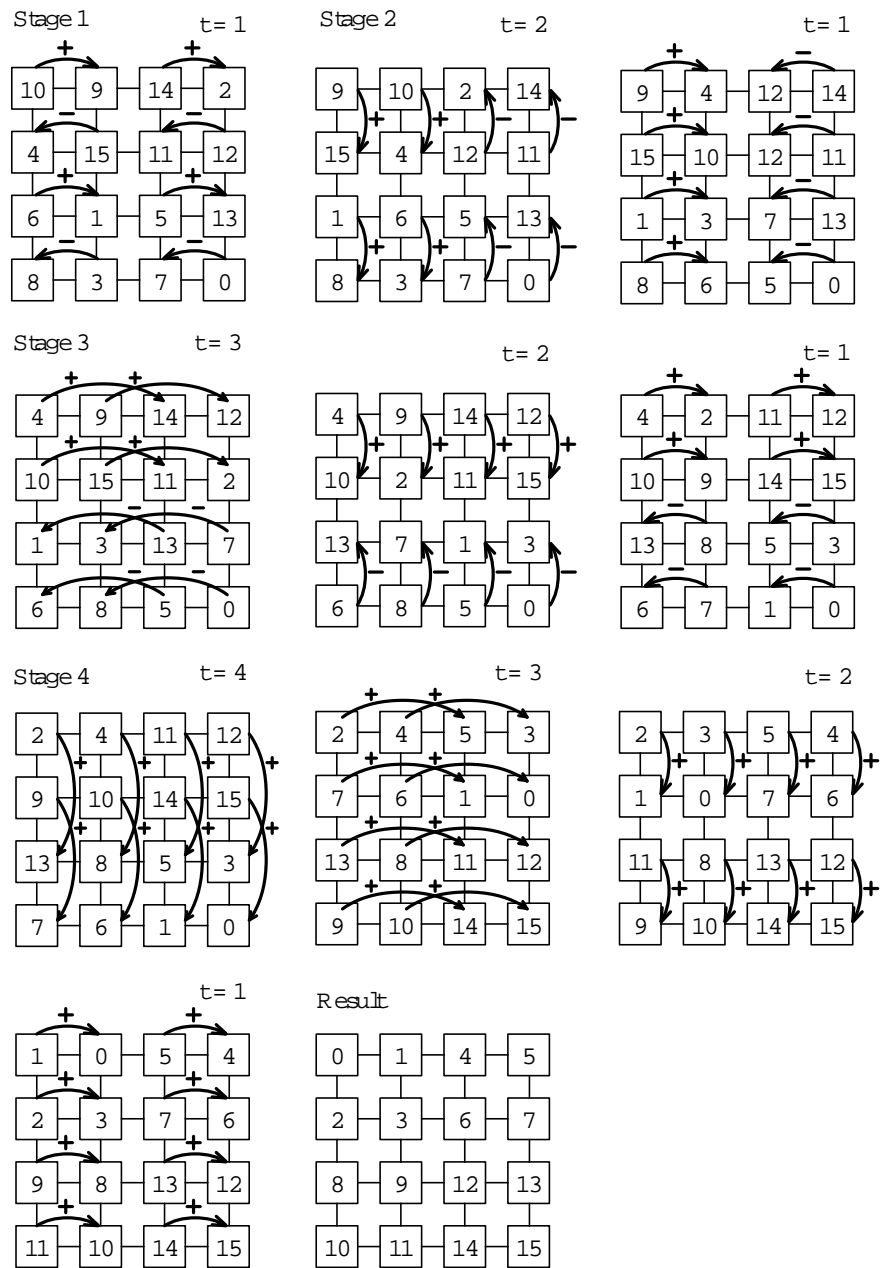 Stage 1 t= 1 Stage 2 t= 2 t= 1
+ + + −
10 9 14 2 9 10 2 14 9 4 12 14
− − + + − − + −
4 15 11 12 15 4 12 11 15 10 12 11
+ + + −
6 1 5 13 1 6 5 13 1 3 7 13
− − + + − − + −
8 3 7 0 8 3 7 0 8 6 5 0
Stage 3 t= 3 t= 2 t= 1
+ + + +
4 9 14 12 4 9 14 12 4 2 11 12
+ + + + + + + +
10 15 11 2 10 2 11 15 10 9 14 15
− − − −
1 3 13 7 13 7 1 3 13 8 5 3
− − − − − − − −
6 8 5 0 6 8 5 0 6 7 1 0
Stage 4 t= 4 t= 3 t= 2
+ +
2 4 11 12 2 4 5 3 2 3 5 4
+ + + + + + + + + +
9 10 14 15 7 6 1 0 1 0 7 6
+ + + + + +
13 8 5 3 13 8 11 12 11 8 13 12
+ + + + + +
7 6 1 0 9 10 14 15 9 10 14 15
t= 1 Result
+ +
1 0 5 4 0 1 4 5
+ +
2 3 7 6 2 3 6 7
+ +
9 8 13 12 8 9 12 13
+ +
11 10 14 15 10 11 14 15